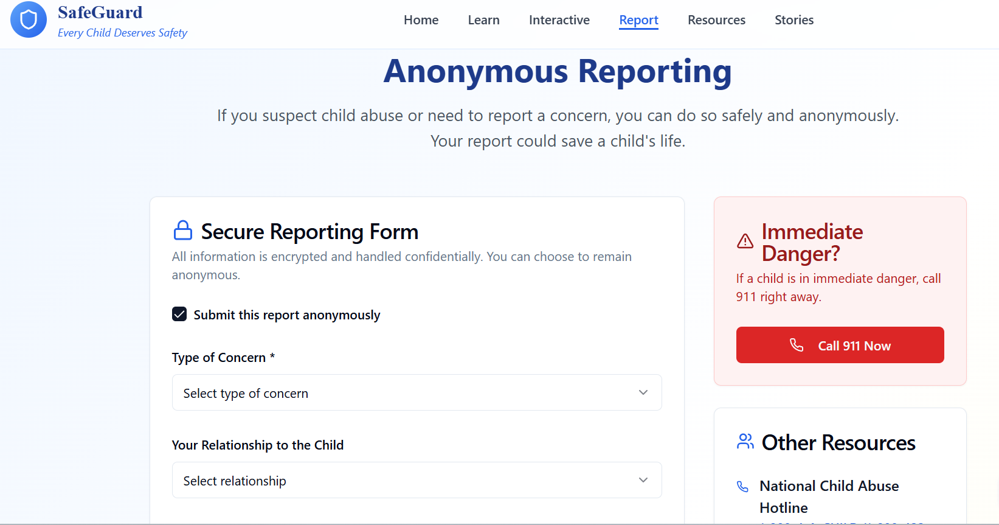 SafeGuard
Every Child Deserves Safety
Home Learn Interactive Report Resources Stories
Anonymous Reporting
If you suspect child abuse or need to report a concern, you can do so safely and anonymously.
Your report could save a child's life.
Secure Reporting Form
All information is encrypted and handled confidentially. You can choose to remain
anonymous.
Submit this report anonymously
Type of Concern *
Select type of concern
Your Relationship to the Child
Select relationship
Immediate
Danger?
If a child is in immediate danger, call
911 right away.
Call 911 Now
Other Resources
National Child Abuse
Hotline